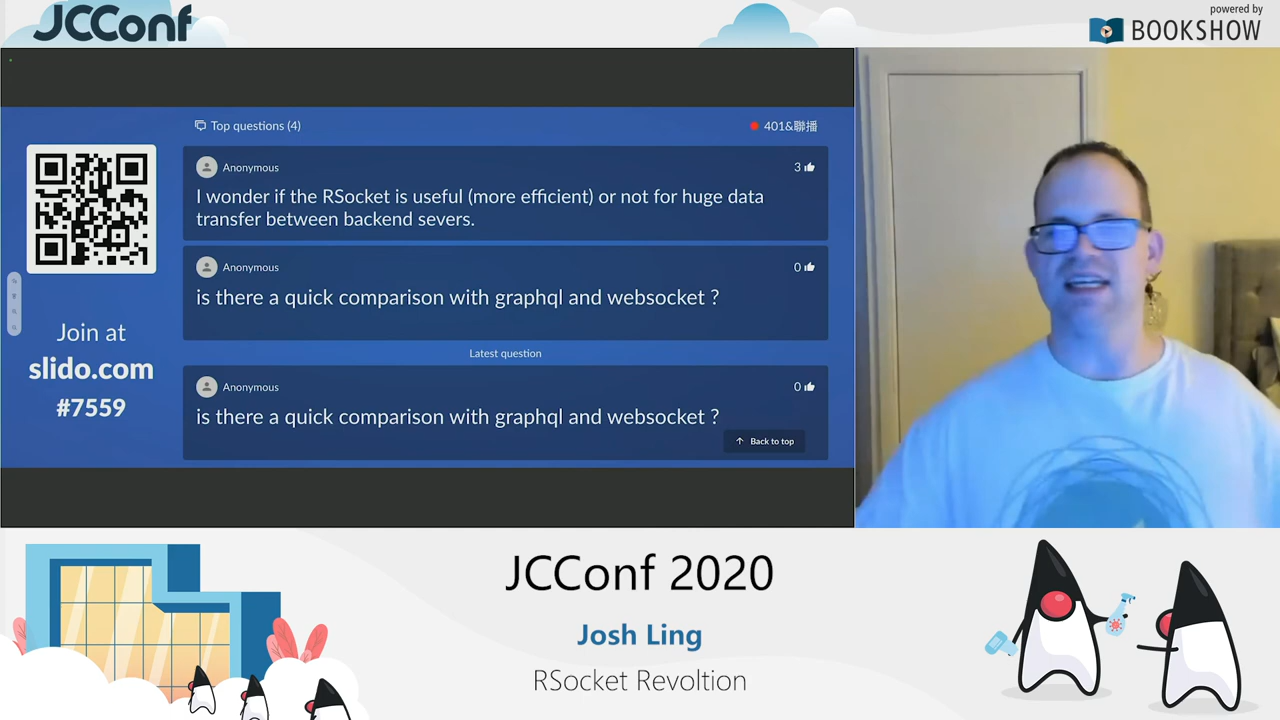 JCConf
powered by
BOOKSHOW
Top questions (4)
401&聯播
Anonymous
3
I wonder if the RSocket is useful (more efficient) or not for huge data
transfer between backend severs.
Anonymous
0
is there a quick comparison with graphql and websocket ?
Join at
slido.com
#7559
Latest question
Anonymous
0
is there a quick comparison with graphql and websocket ?
Back to top
JCConf 2020
Josh Ling
RSocket Revoltion